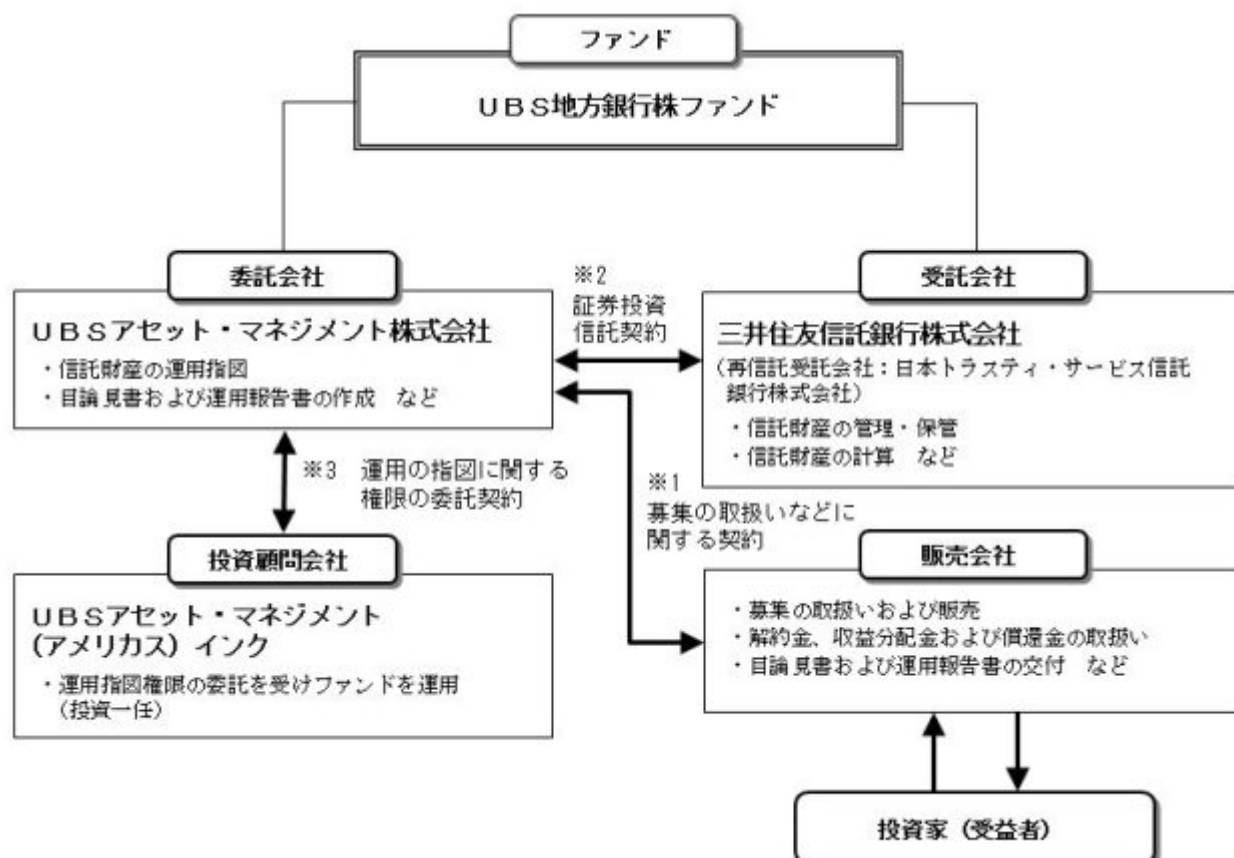 ファンド
UBS地方銀行株ファンド
委託会社
UBSアセット・マネジメント株式会社
・信託財産の運用指図
・目論見書および運用報告書の作成 など
※2
証券投資
信託契約
受託会社
三井住友信託銀行株式会社
(再信託受託会社:日本トラスティ・サービス信託
銀行株式会社)
・信託財産の管理・保管
・信託財産の計算 など
※3 運用の指図に関する
権限の委託契約
※1
募集の取扱いなどに
関する契約
投資顧問会社
UBSアセット・マネジメント
(アメリカス)インク
・運用指図権限の委託を受けファンドを運用
(投資一任)
販売会社
・募集の取扱いおよび販売
・解約金、収益分配金および償還金の取扱い
・目論見書および運用報告書の交付 など
投資家(受益者)